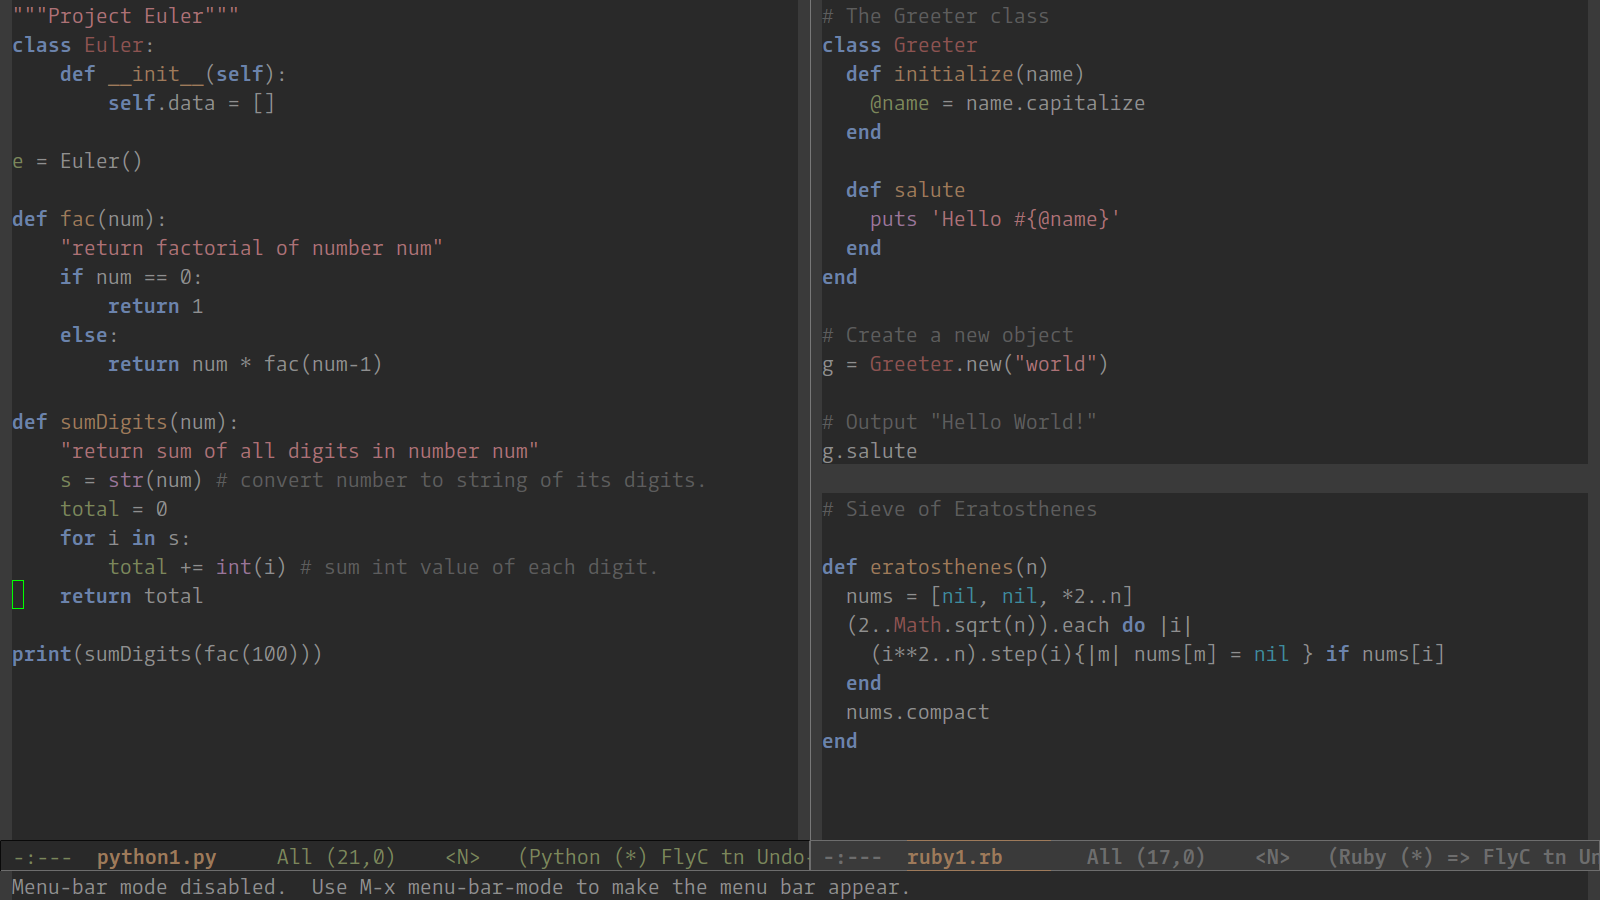 """Project Euler"""
class Euler:
    def __init__(self):
        self.data = []

e = Euler()

def fac(num):
    "return factorial of number num"
    if num == 0:
        return 1
    else:
        return num * fac(num-1)

def sumDigits(num):
    "return sum of all digits in number num"
    s = str(num) # convert number to string of its digits.
    total = 0
    for i in s:
        total += int(i) # sum int value of each digit.
    return total

print(sumDigits(fac(100)))
-:---  python1.py     All (21,0)    <N>   (Python (*) FlyC tn Undo-
# The Greeter class
class Greeter
  def initialize(name)
    @name = name.capitalize
  end

  def salute
    puts 'Hello #{@name}'
  end
end

# Create a new object
g = Greeter.new("world")

# Output "Hello World!"
g.salute

# Sieve of Eratosthenes

def eratosthenes(n)
  nums = [nil, nil, *2..n]
  (2..Math.sqrt(n)).each do |i|
    (i**2..n).step(i){|m| nums[m] = nil } if nums[i]
  end
  nums.compact
end
-:---  ruby1.rb       All (17,0)    <N>   (Ruby (*) => FlyC tn Un
Menu-bar mode disabled.  Use M-x menu-bar-mode to make the menu bar appear.